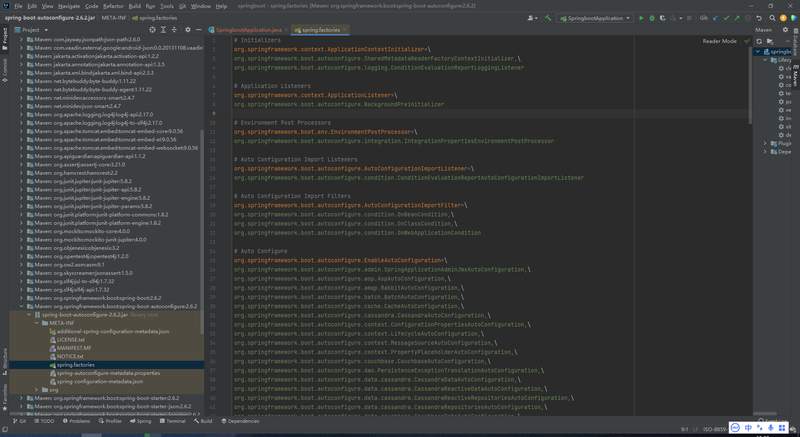 File Edit View Navigate Code Refactor Build Run Tools Git Window Help
springboot - spring.factories
spring-boot-autoconfigure-2.6.2.jar META-INF spring.factories
SpringbootApplication
Git:
Project
SpringbootApplication.java
spring.factories
Maven
Reader Mode
Maven: com.jayway.jsonpath:json-path:2.6.0
Maven: com.vaadin.external.google:android-json:0.0.20131108.vaadin
Maven: jakarta.activation:jakarta.activation-api:1.2.2
Maven: jakarta.annotation:jakarta.annotation-api:1.3.5
Maven: jakarta.xml.bind:jakarta.xml.bind-api:2.3.3
Maven: net.bytebuddy:byte-buddy:1.11.22
Maven: net.bytebuddy:byte-buddy-agent:1.11.22
Maven: net.minidev:accessors-smart:2.4.7
Maven: net.minidev:json-smart:2.4.7
Maven: org.apache.logging.log4j:log4j-api:2.17.0
Maven: org.apache.logging.log4j:log4j-to-slf4j:2.17.0
Maven: org.apache.tomcat.embed:tomcat-embed-core:9.0.56
Maven: org.apache.tomcat.embed:tomcat-embed-el:9.0.56
Maven: org.apache.tomcat.embed:tomcat-embed-websocket:9.0.56
Maven: org.apiguardian:apiguardian-api:1.1.2
Maven: org.assertj:assertj-core:3.21.0
Maven: org.hamcrest:hamcrest:2.2
Maven: org.junit.jupiter:junit-jupiter:5.8.2
Maven: org.junit.jupiter:junit-jupiter-api:5.8.2
Maven: org.junit.jupiter:junit-jupiter-engine:5.8.2
Maven: org.junit.jupiter:junit-jupiter-params:5.8.2
Maven: org.junit.platform:junit-platform-commons:1.8.2
Maven: org.junit.platform:junit-platform-engine:1.8.2
Maven: org.mockito:mockito-core:4.0.0
Maven: org.mockito:mockito-junit-jupiter:4.0.0
Maven: org.objenesis:objenesis:3.2
Maven: org.opentest4j:opentest4j:1.2.0
Maven: org.ow2.asm:asm:9.1
Maven: org.skyscreamer:jsonassert:1.5.0
Maven: org.slf4j:jul-to-slf4j:1.7.32
Maven: org.slf4j:slf4j-api:1.7.32
Maven: org.springframework.boot:spring-boot:2.6.2
Maven: org.springframework.boot:spring-boot-autoconfigure:2.6.2
spring-boot-autoconfigure-2.6.2.jar library root
META-INF
additional-spring-configuration-metadata.json
LICENSE.txt
MANIFEST.MF
NOTICE.txt
spring.factories
spring-autoconfigure-metadata.properties
spring-configuration-metadata.json
org
Maven: org.springframework.boot:spring-boot-starter:2.6.2
Maven: org.springframework.boot:spring-boot-starter-json:2.6.2
# Initializers
org.springframework.context.ApplicationContextInitializer=\
org.springframework.boot.autoconfigure.SharedMetadataReaderFactoryContextInitializer,\
org.springframework.boot.autoconfigure.logging.ConditionEvaluationReportLoggingListener
# Application Listeners
org.springframework.context.ApplicationListener=\
org.springframework.boot.autoconfigure.BackgroundPreinitializer
# Environment Post Processors
org.springframework.boot.env.EnvironmentPostProcessor=\
org.springframework.boot.autoconfigure.integration.IntegrationPropertiesEnvironmentPostProcessor
# Auto Configuration Import Listeners
org.springframework.boot.autoconfigure.AutoConfigurationImportListener=\
org.springframework.boot.autoconfigure.condition.ConditionEvaluationReportAutoConfigurationImportListener
# Auto Configuration Import Filters
org.springframework.boot.autoconfigure.AutoConfigurationImportFilter=\
org.springframework.boot.autoconfigure.condition.OnBeanCondition,\
org.springframework.boot.autoconfigure.condition.OnClassCondition,\
org.springframework.boot.autoconfigure.condition.OnWebApplicationCondition
# Auto Configure
org.springframework.boot.autoconfigure.EnableAutoConfiguration=\
org.springframework.boot.autoconfigure.admin.SpringApplicationAdminJmxAutoConfiguration,\
org.springframework.boot.autoconfigure.aop.AopAutoConfiguration,\
org.springframework.boot.autoconfigure.amqp.RabbitAutoConfiguration,\
org.springframework.boot.autoconfigure.batch.BatchAutoConfiguration,\
org.springframework.boot.autoconfigure.cache.CacheAutoConfiguration,\
org.springframework.boot.autoconfigure.cassandra.CassandraAutoConfiguration,\
org.springframework.boot.autoconfigure.context.ConfigurationPropertiesAutoConfiguration,\
org.springframework.boot.autoconfigure.context.LifecycleAutoConfiguration,\
org.springframework.boot.autoconfigure.context.MessageSourceAutoConfiguration,\
org.springframework.boot.autoconfigure.context.PropertyPlaceholderAutoConfiguration,\
org.springframework.boot.autoconfigure.couchbase.CouchbaseAutoConfiguration,\
org.springframework.boot.autoconfigure.dao.PersistenceExceptionTranslationAutoConfiguration,\
org.springframework.boot.autoconfigure.data.cassandra.CassandraDataAutoConfiguration,\
org.springframework.boot.autoconfigure.data.cassandra.CassandraReactiveDataAutoConfiguration,\
org.springframework.boot.autoconfigure.data.cassandra.CassandraReactiveRepositoriesAutoConfiguration,\
org.springframework.boot.autoconfigure.data.cassandra.CassandraRepositoriesAutoConfiguration,\
springbo
Lifecy
Plugin
Depe
Project
Commit
Structure
Favorites
Maven
Git TODO Problems Profiler Spring Terminal Build Dependencies
9:1 LF
中